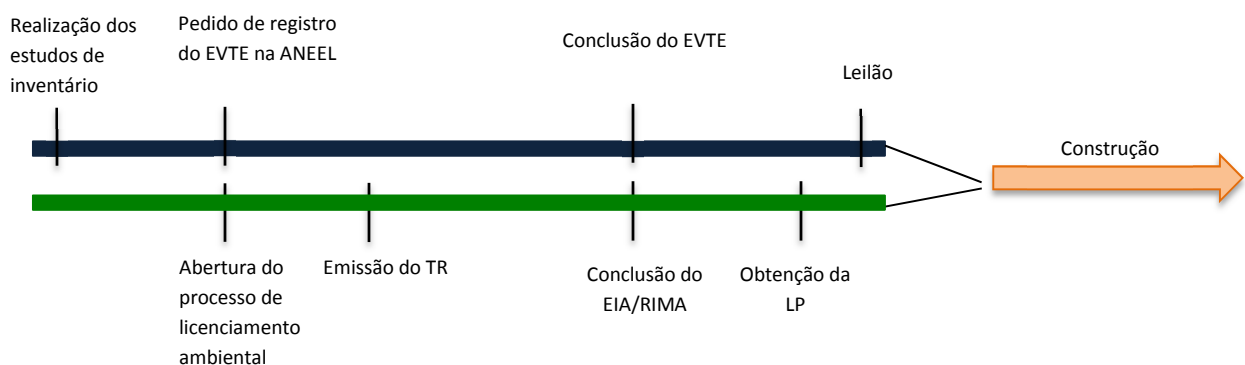 Realização dos
estudos de
inventário
Pedido de registro
do EVTE na ANEEL
Conclusão do EVTE
Leilão
Construção
Abertura do
processo de
licenciamento
ambiental
Emissão do TR
Conclusão do
EIA/RIMA
Obtenção da
LP